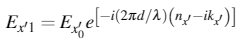 E_{x'1} = E_{x'_0} e^{[-i(2πd/λ)(n_{x'} - ik_{x'})]}